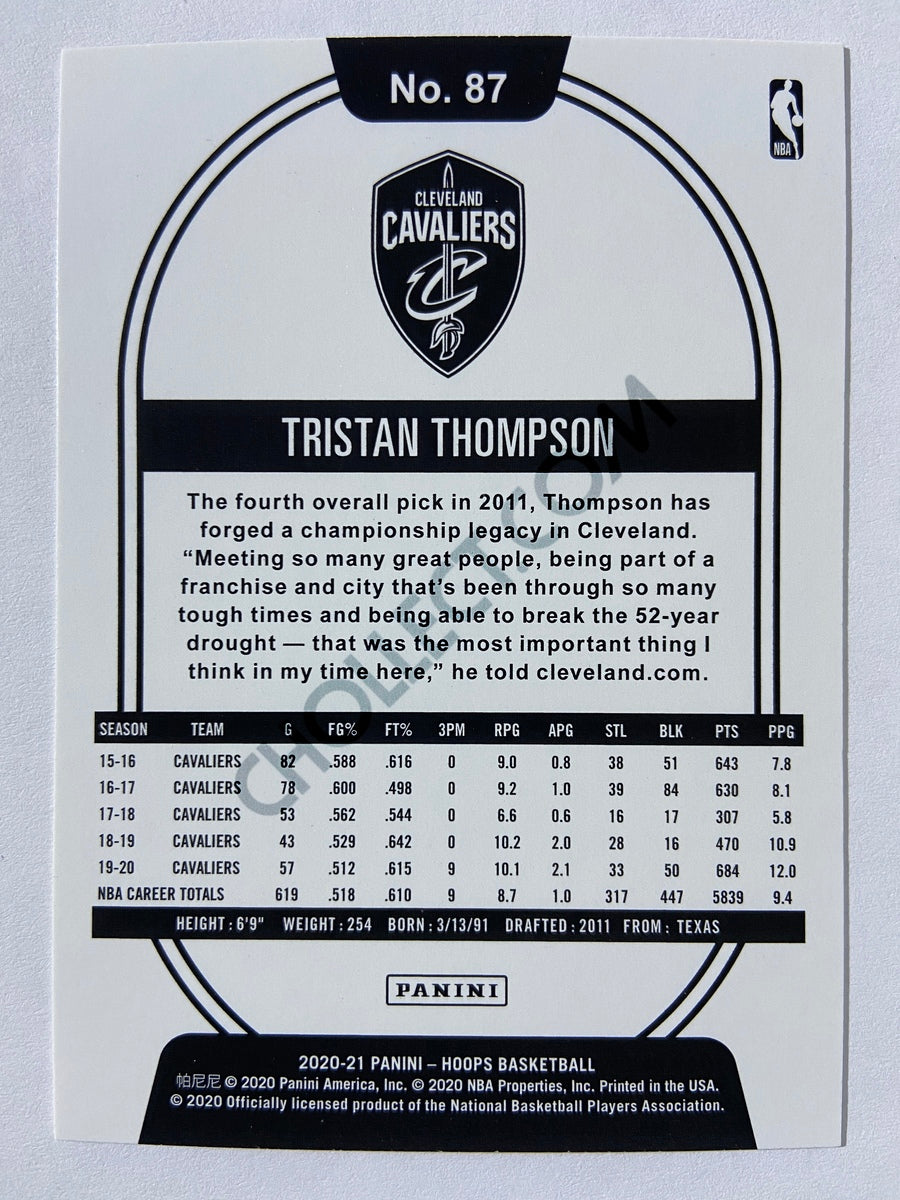 No. 87
NBA
CLEVELAND
CAVALIERS
C
TRISTAN THOMPSON
The fourth overall pick in 2011, Thompson has
forged a championship legacy in Cleveland.
“Meeting so many great people, being part of a
franchise and city that’s been through so many
tough times and being able to break the 52-year
drought — that was the most important thing I
think in my time here,” he told cleveland.com.
SEASON TEAM G FG% FT% 3PM RPG APG STL BLK PTS PPG
15-16 CAVALIERS 82 .588 .616 0 9.0 0.8 38 51 643 7.8
16-17 CAVALIERS 78 .600 .498 0 9.2 1.0 39 84 630 8.1
17-18 CAVALIERS 53 .562 .544 0 6.6 0.6 16 17 307 5.8
18-19 CAVALIERS 43 .529 .642 0 10.2 2.0 28 16 470 10.9
19-20 CAVALIERS 57 .512 .615 9 10.1 2.1 33 50 684 12.0
NBA CAREER TOTALS 619 .518 .610 9 8.7 1.0 317 447 5839 9.4
HEIGHT: 6'9" WEIGHT: 254 BORN: 3/13/91 DRAFTED: 2011 FROM: TEXAS
PANINI
2020-21 PANINI – HOOPS BASKETBALL
帕尼尼 © 2020 Panini America, Inc. © 2020 NBA Properties, Inc. Printed in the USA.
© 2020 Officially licensed product of the National Basketball Players Association.
CHOLLECT.COM